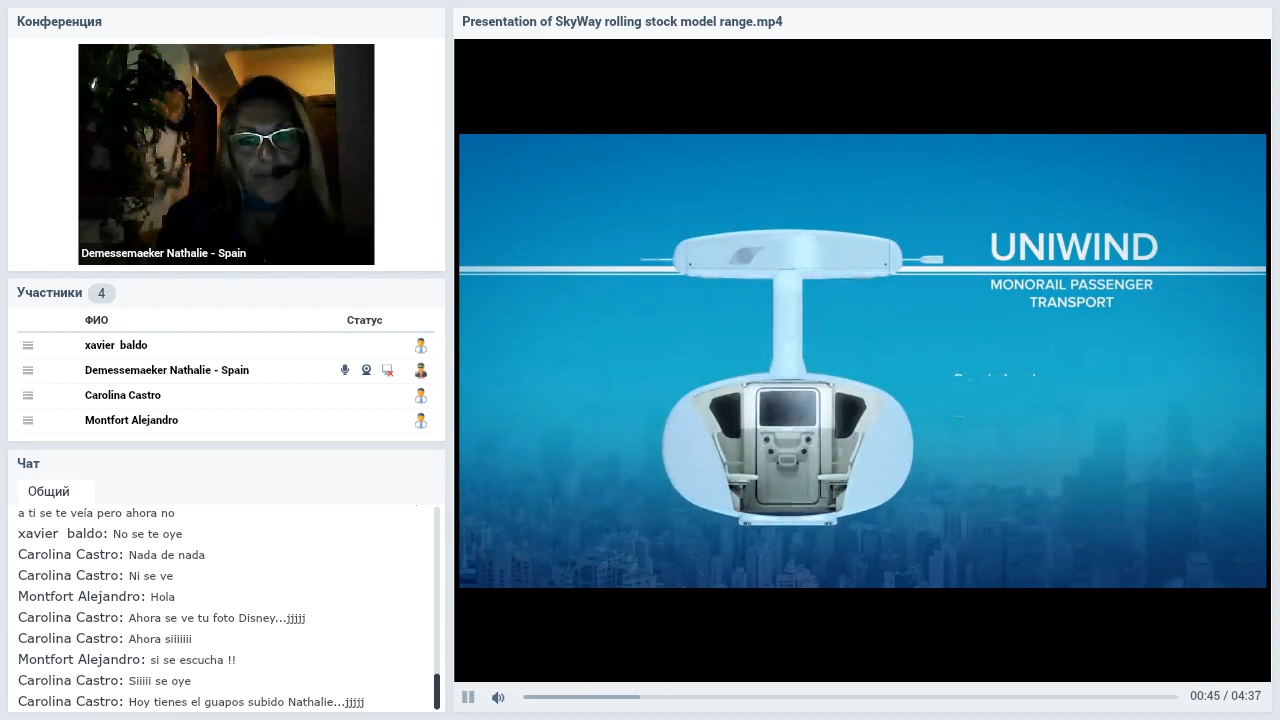 Конференция
Demessemaeker Nathalie - Spain
Участники 4
ФИО Статус
xavier baldo
Demessemaeker Nathalie - Spain
Carolina Castro
Montfort Alejandro
Чат
Общий
a ti se te veía pero ahora no
xavier baldo: No se te oye
Carolina Castro: Nada de nada
Carolina Castro: Ni se ve
Montfort Alejandro: Hola
Carolina Castro: Ahora se ve tu foto Disney...jjjjj
Carolina Castro: Ahora siiiiiii
Montfort Alejandro: si se escucha !!
Carolina Castro: Siiiii se oye
Carolina Castro: Hoy tienes el guapos subido Nathalie...jjjjj
Presentation of SkyWay rolling stock model range.mp4
UNIWIND
MONORAIL PASSENGER
TRANSPORT
00:45 / 04:37